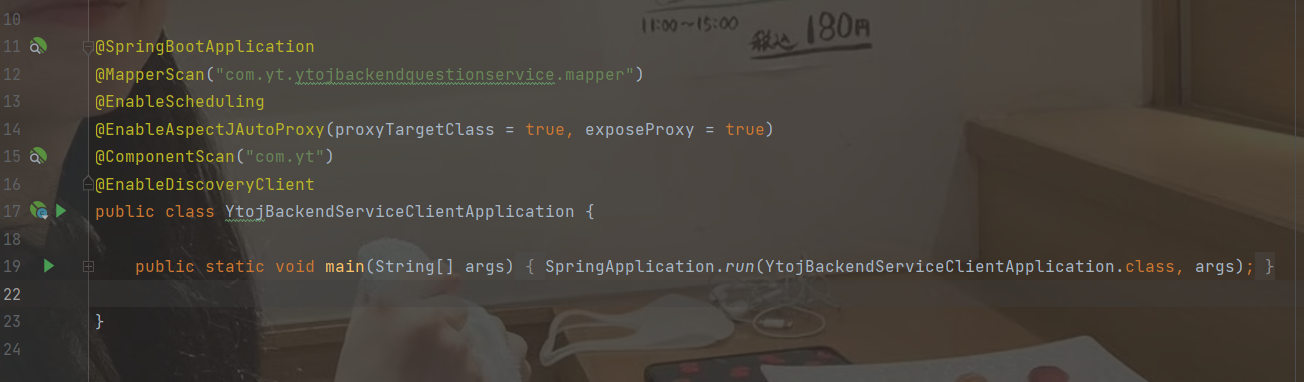 10
11:00~15:00
税込 180円
11 @SpringBootApplication
12 @MapperScan("com.yt.ytojbackendquestionservice.mapper")
13 @EnableScheduling
14 @EnableAspectJAutoProxy(proxyTargetClass = true, exposeProxy = true)
15 @ComponentScan("com.yt")
16 @EnableDiscoveryClient
17 public class YtojBackendServiceClientApplication {
18
19 public static void main(String[] args) { SpringApplication.run(YtojBackendServiceClientApplication.class, args); }
22
23 }
24